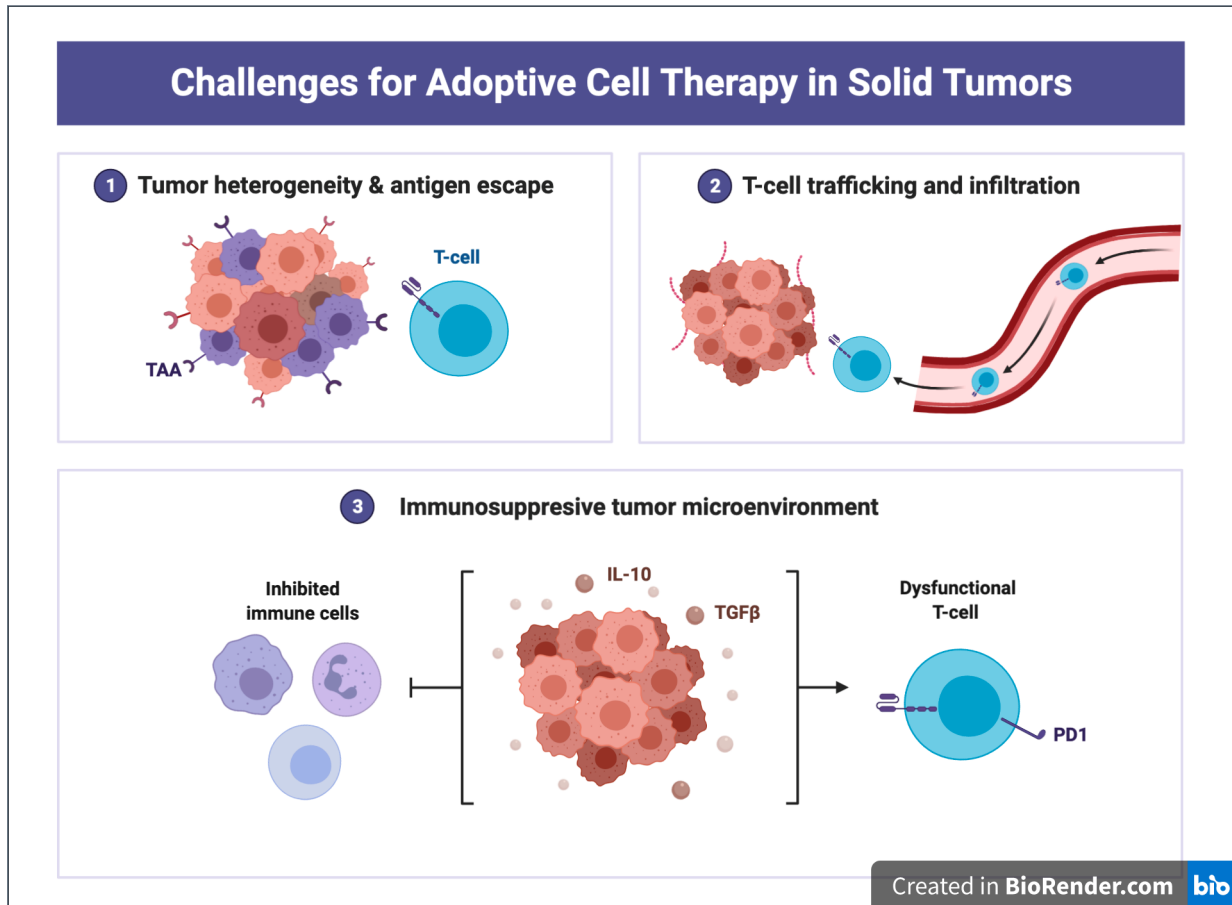 Challenges for Adoptive Cell Therapy in Solid Tumors
1 Tumor heterogeneity & antigen escape
T-cell
TAA
2 T-cell trafficking and infiltration
3 Immunosuppresive tumor microenvironment
Inhibited
immune cells
IL-10
TGFβ
Dysfunctional
T-cell
PD1
Created in BioRender.com bio